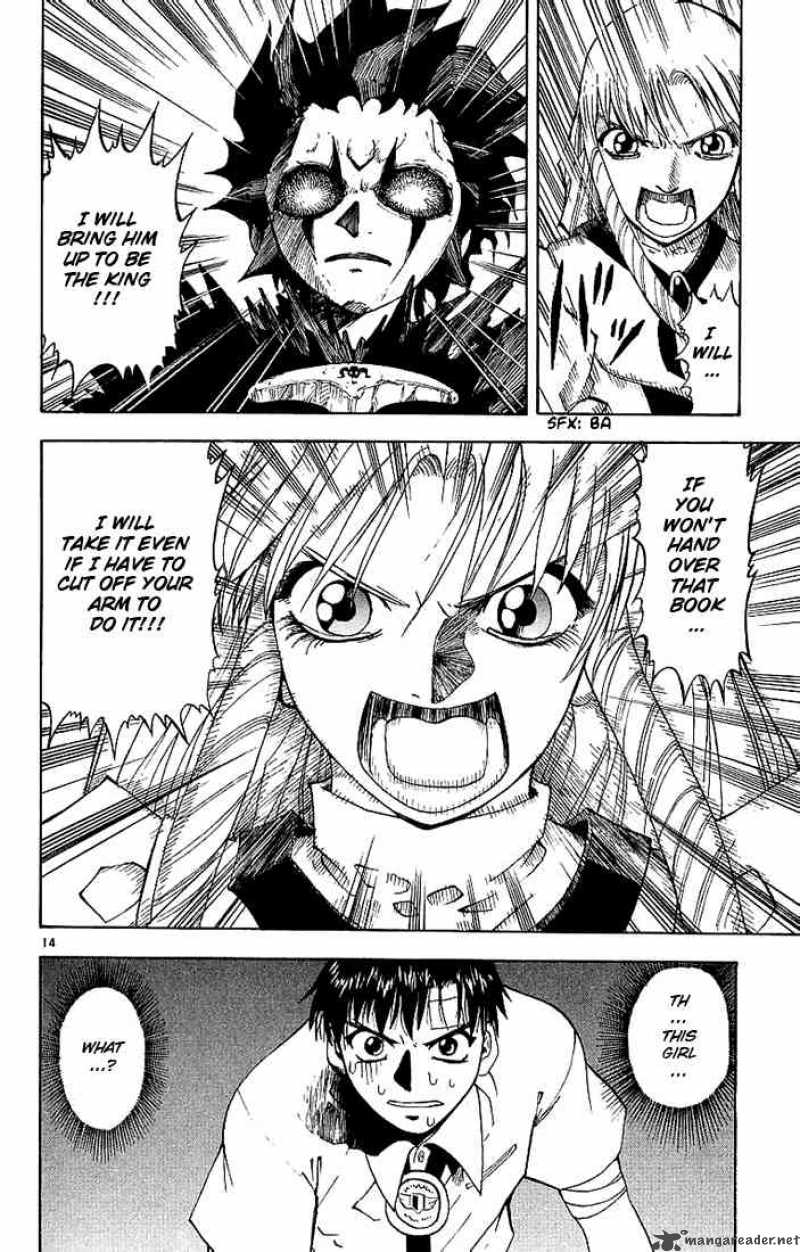 I WILL
...
SFX: BA
I WILL
BRING HIM
UP TO BE
THE KING
!!!
IF
YOU
WON'T
HAND
OVER
THAT
BOOK
...
I WILL
TAKE IT EVEN
IF I HAVE TO
CUT OFF YOUR
ARM TO
DO IT!!!
14
TH
...
THIS
GIRL
...
WHAT
...?
mangareader.net